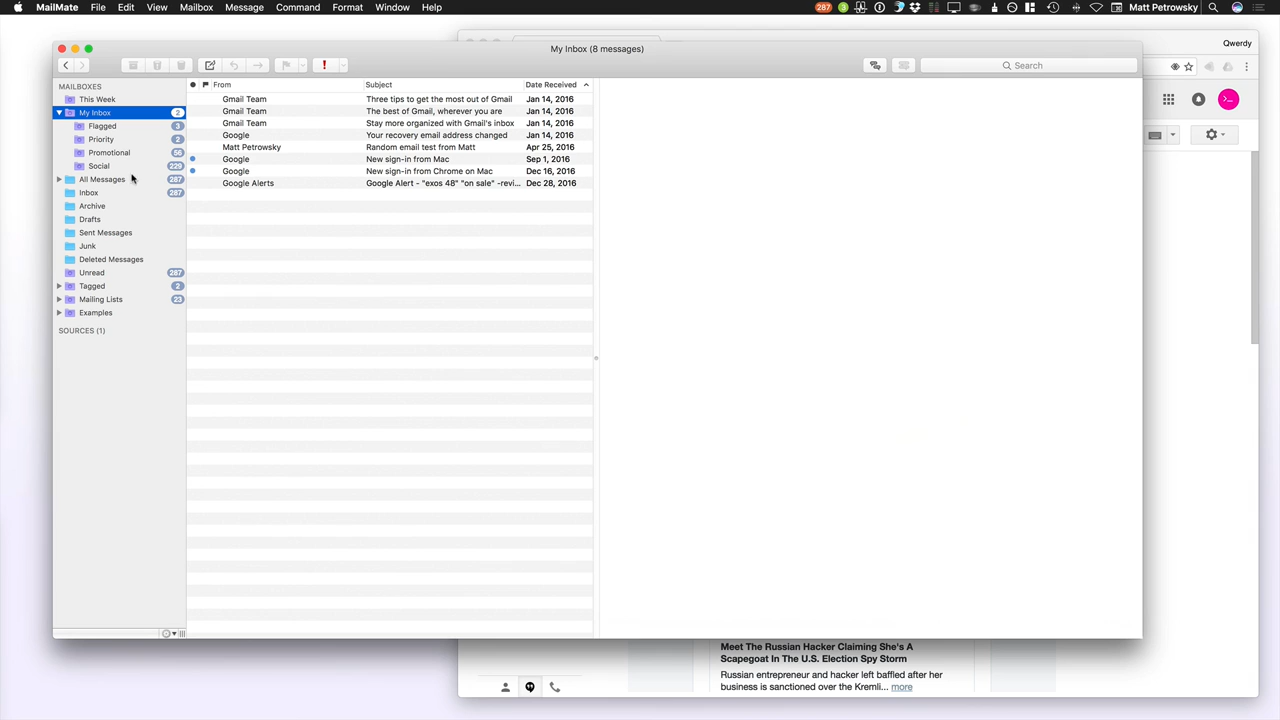 MailMate File Edit View Mailbox Message Command Format Window Help 287 3 Matt Petrowsky
My Inbox (8 messages)
Qwerdy
Search
MAILBOXES
This Week
My Inbox 2
Flagged 3
Priority 2
Promotional 56
Social 229
All Messages 287
Inbox 287
Archive
Drafts
Sent Messages
Junk
Deleted Messages
Unread 287
Tagged 2
Mailing Lists 23
Examples
SOURCES (1)
From Subject Date Received
Gmail Team Three tips to get the most out of Gmail Jan 14, 2016
Gmail Team The best of Gmail, wherever you are Jan 14, 2016
Gmail Team Stay more organized with Gmail's inbox Jan 14, 2016
Google Your recovery email address changed Jan 14, 2016
Matt Petrowsky Random email test from Matt Apr 25, 2016
Google New sign-in from Mac Sep 1, 2016
Google New sign-in from Chrome on Mac Dec 16, 2016
Google Alerts Google Alert - "exos 48" "on sale" -revi... Dec 28, 2016
Meet The Russian Hacker Claiming She's A
Scapegoat In The U.S. Election Spy Storm
Russian entrepreneur and hacker left baffled after her
business is sanctioned over the Kremli... more